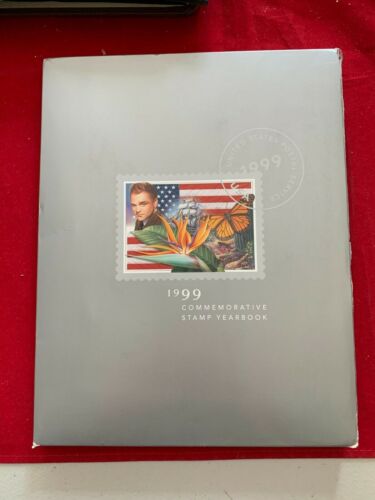 UNITED STATES POSTAL SERVICE
1999
1999
COMMEMORATIVE
STAMP YEARBOOK